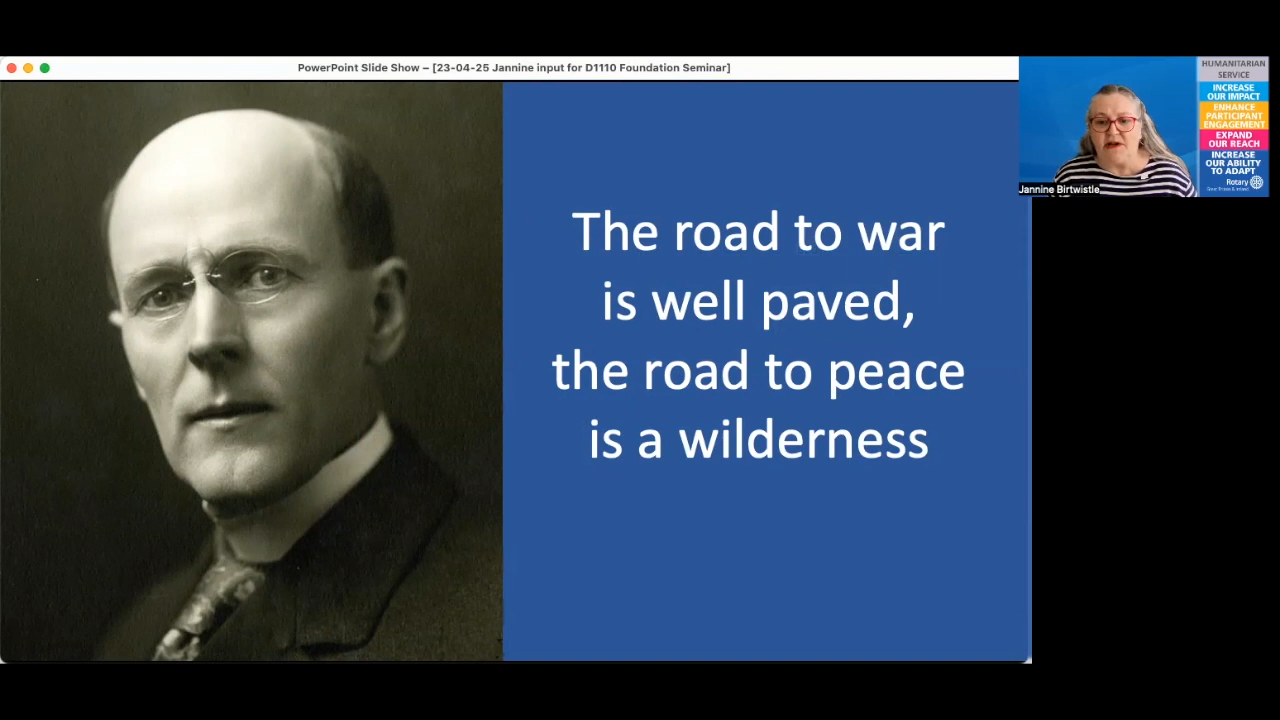 PowerPoint Slide Show – [23-04-25 Jannine input for D1110 Foundation Seminar]
The road to war
is well paved,
the road to peace
is a wilderness
HUMANITARIAN
SERVICE
INCREASE
OUR IMPACT
ENHANCE
PARTICIPANT
ENGAGEMENT
EXPAND
OUR REACH
INCREASE
OUR ABILITY
TO ADAPT
Rotary
Jannine Birtwistle